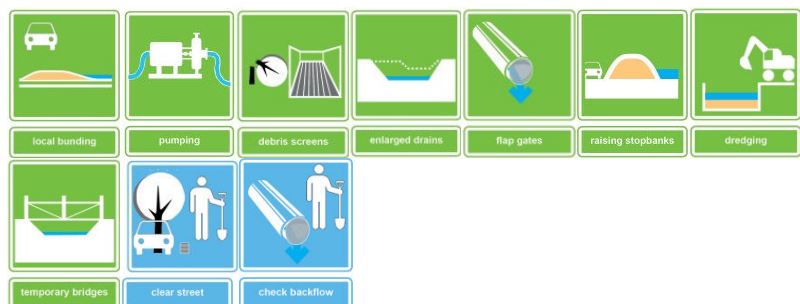 local bunding
pumping
debris screens
enlarged drains
flap gates
raising stopbanks
dredging
temporary bridges
clear street
check backflow